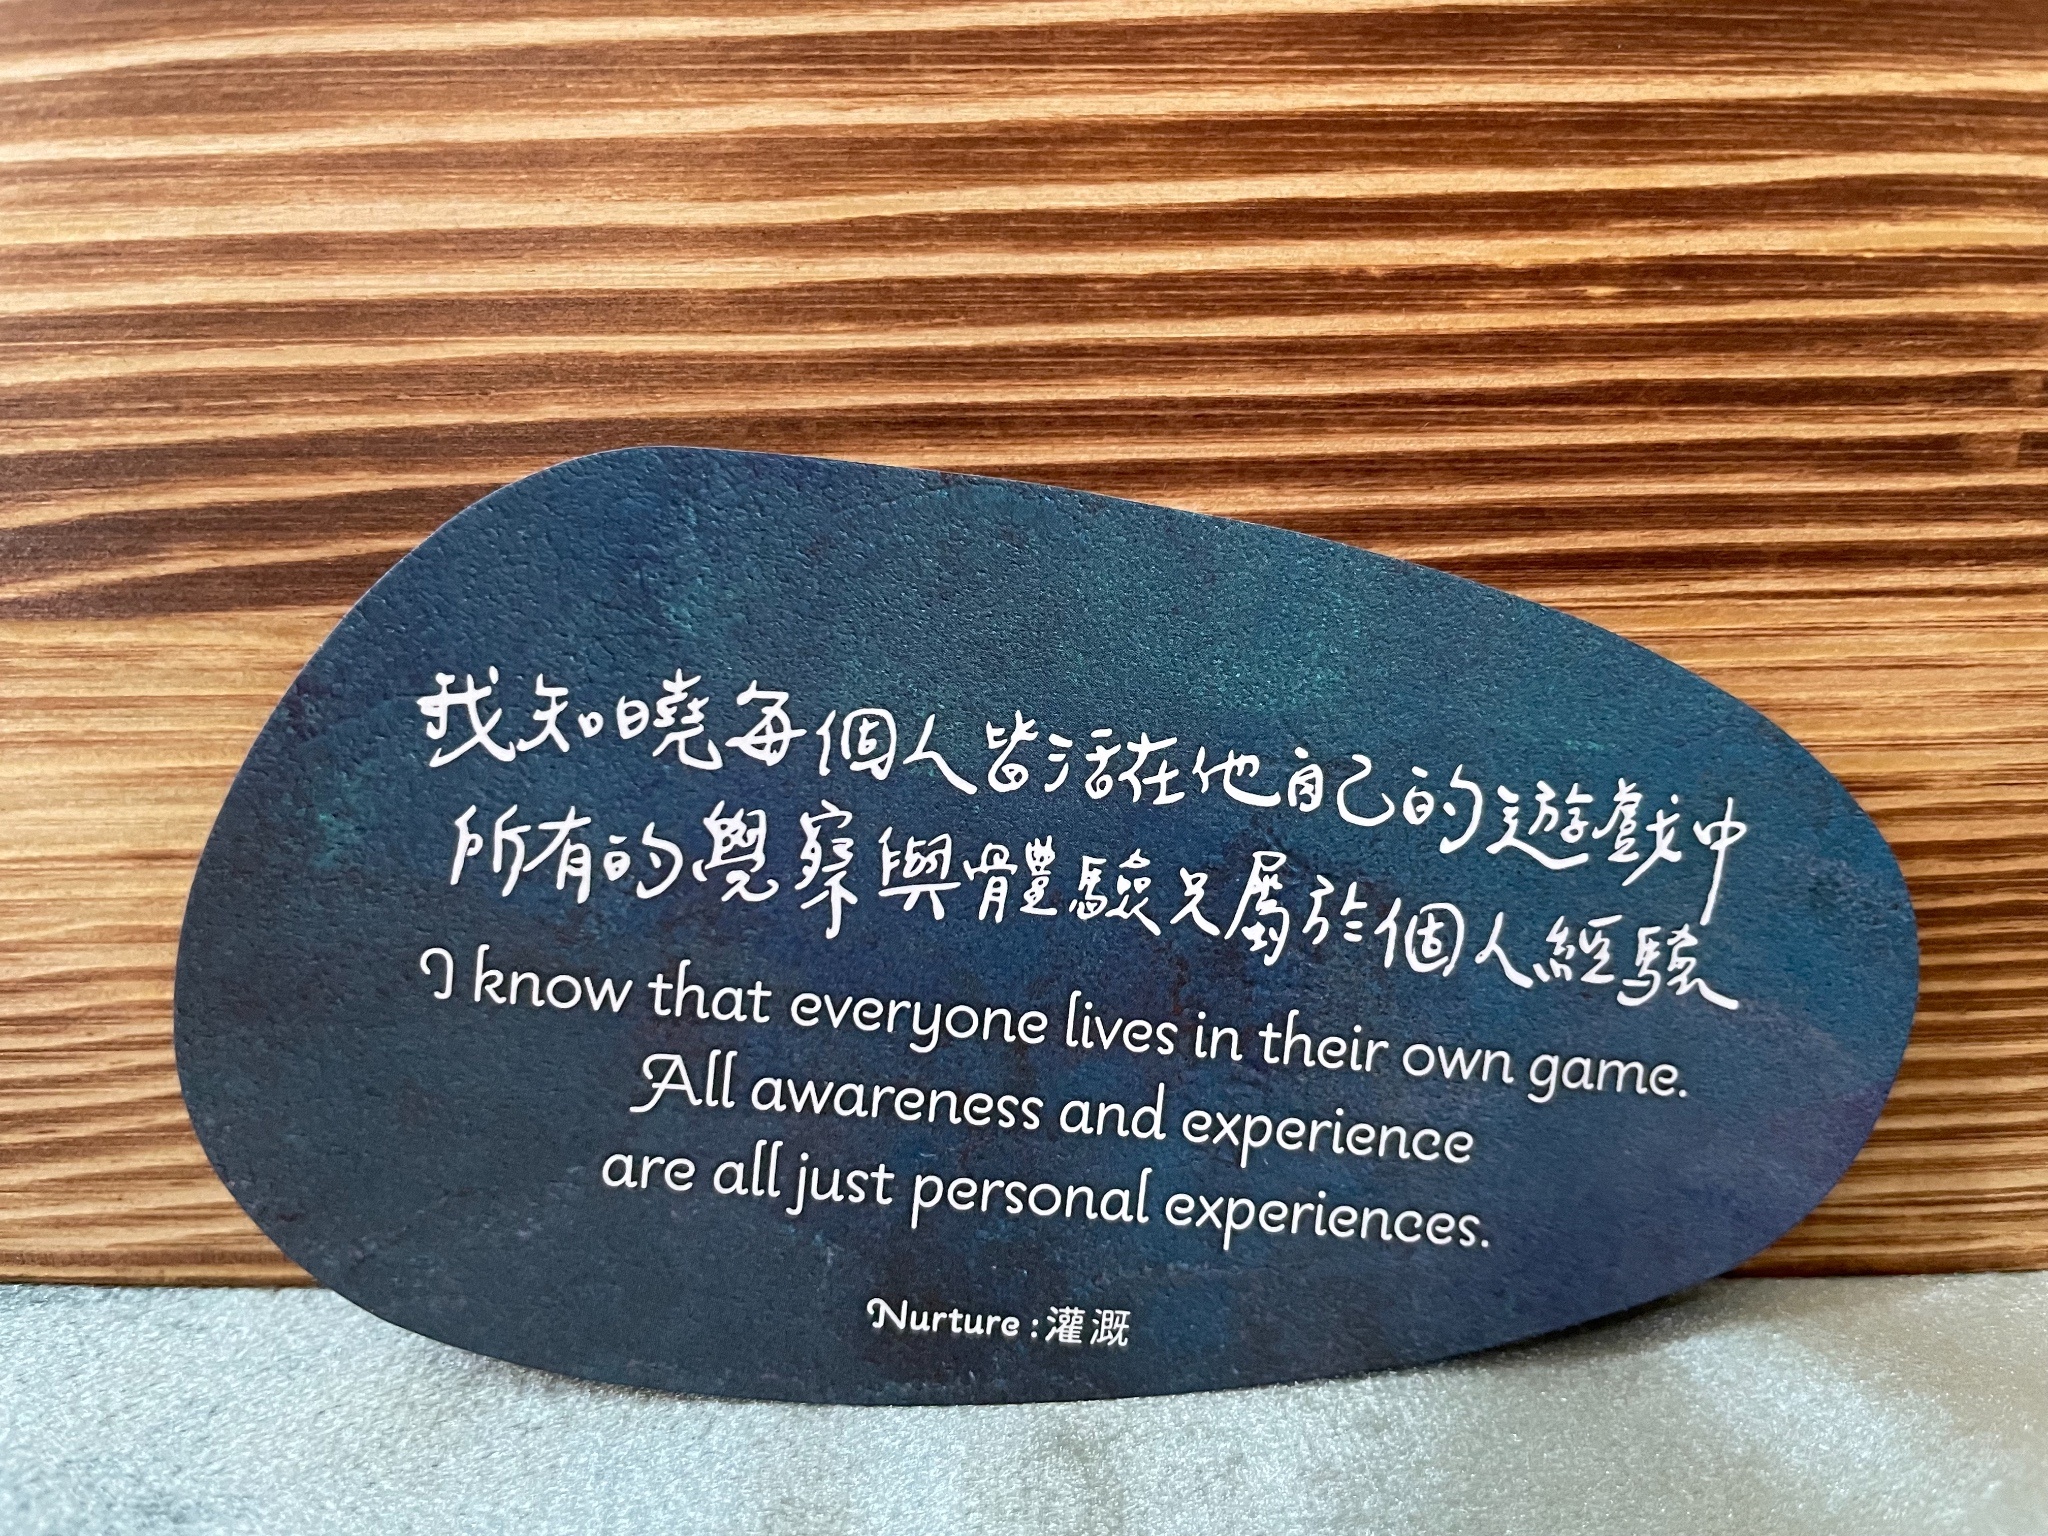 我知曉每個人皆活在他自己的遊戲中
所有的覺察與體驗只屬於個人經驗
I know that everyone lives in their own game.
All awareness and experience
are all just personal experiences.
Nurture : 灌溉